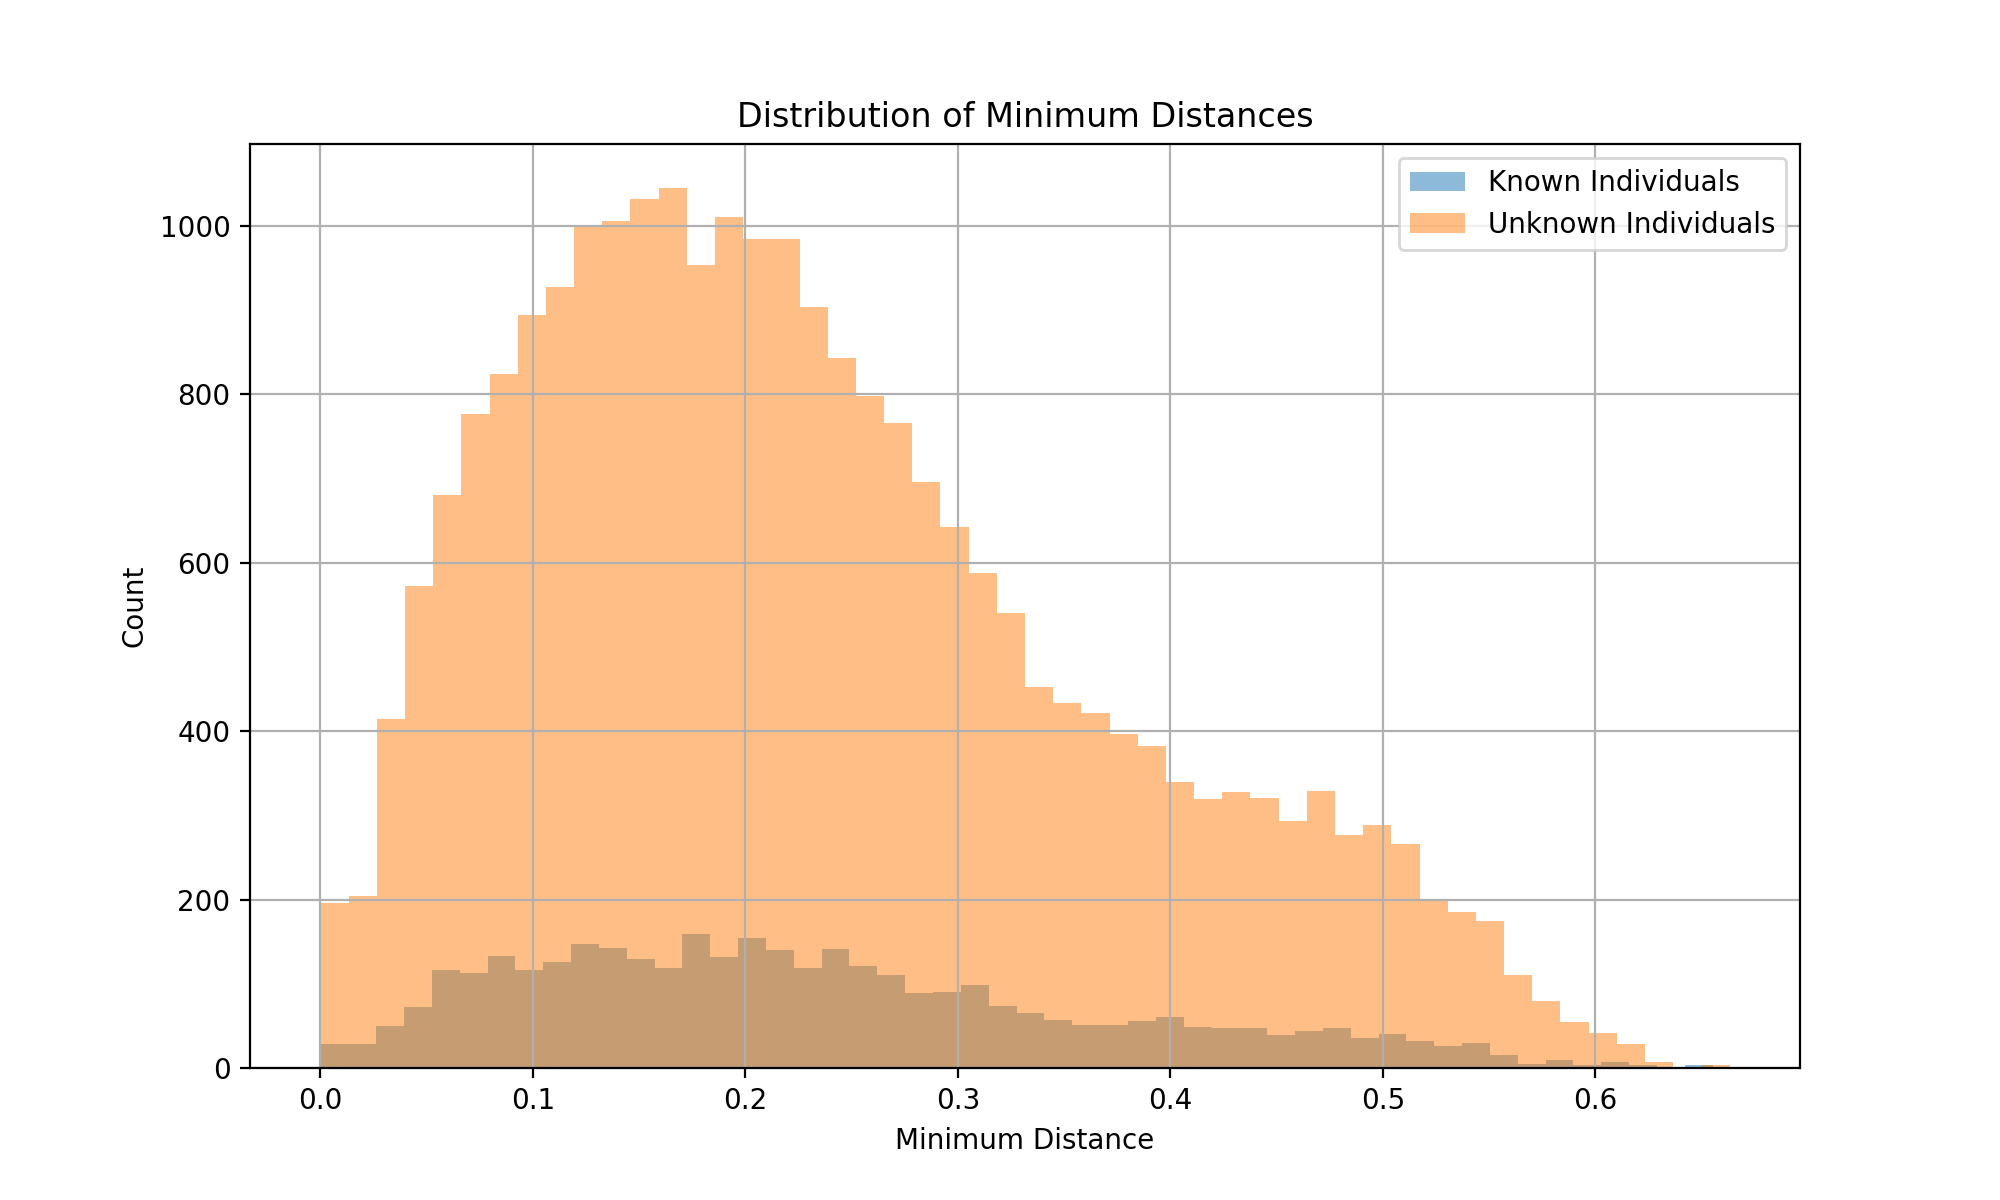 Distribution of Minimum Distances
Known Individuals
Unknown Individuals
1000
800
600
400
200
0
Count
0.0 0.1 0.2 0.3 0.4 0.5 0.6
Minimum Distance